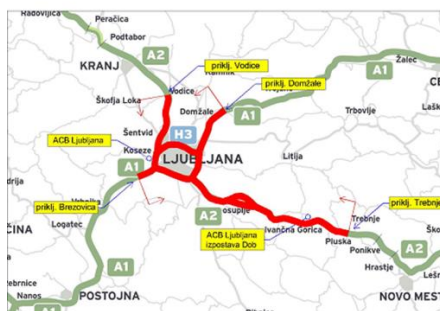 Radovljica
Peračica
Podtabor
A2
KRANJ
priklj. Vodice
Kamnik
priklj. Domžale
A1
Žalec
Škofja Loka
Vodice
Domžale
A1
Trbovlje
ACB Ljubljana
Šentvid
H3
Koseze
LJUBLJANA
Litija
A1
priklj. Brezovica
Vrhnika
Logatec
A2
priklj. Trebnje
ACB Ljubljana
izpostava Dob
Ivančna Gorica
Trebnje
Pluska
Ponikve
A2
Hrastje
A1
POSTOJNA
Nanos
NOVO MEST